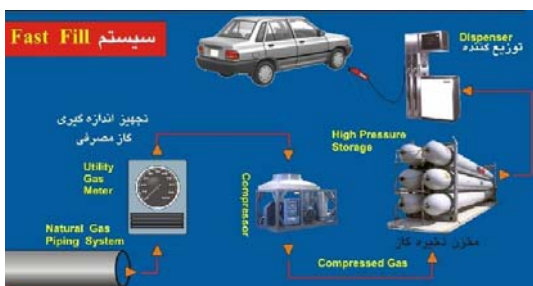 Fast Fill سیستم
Dispenser
توزیع کننده
تجهیز اندازه گیری
گاز مصرفی
High Pressure
Storage
Utility
Gas
Meter
Compressor
Natural Gas
Piping System
مخزن ذخیره گاز
Compressed Gas